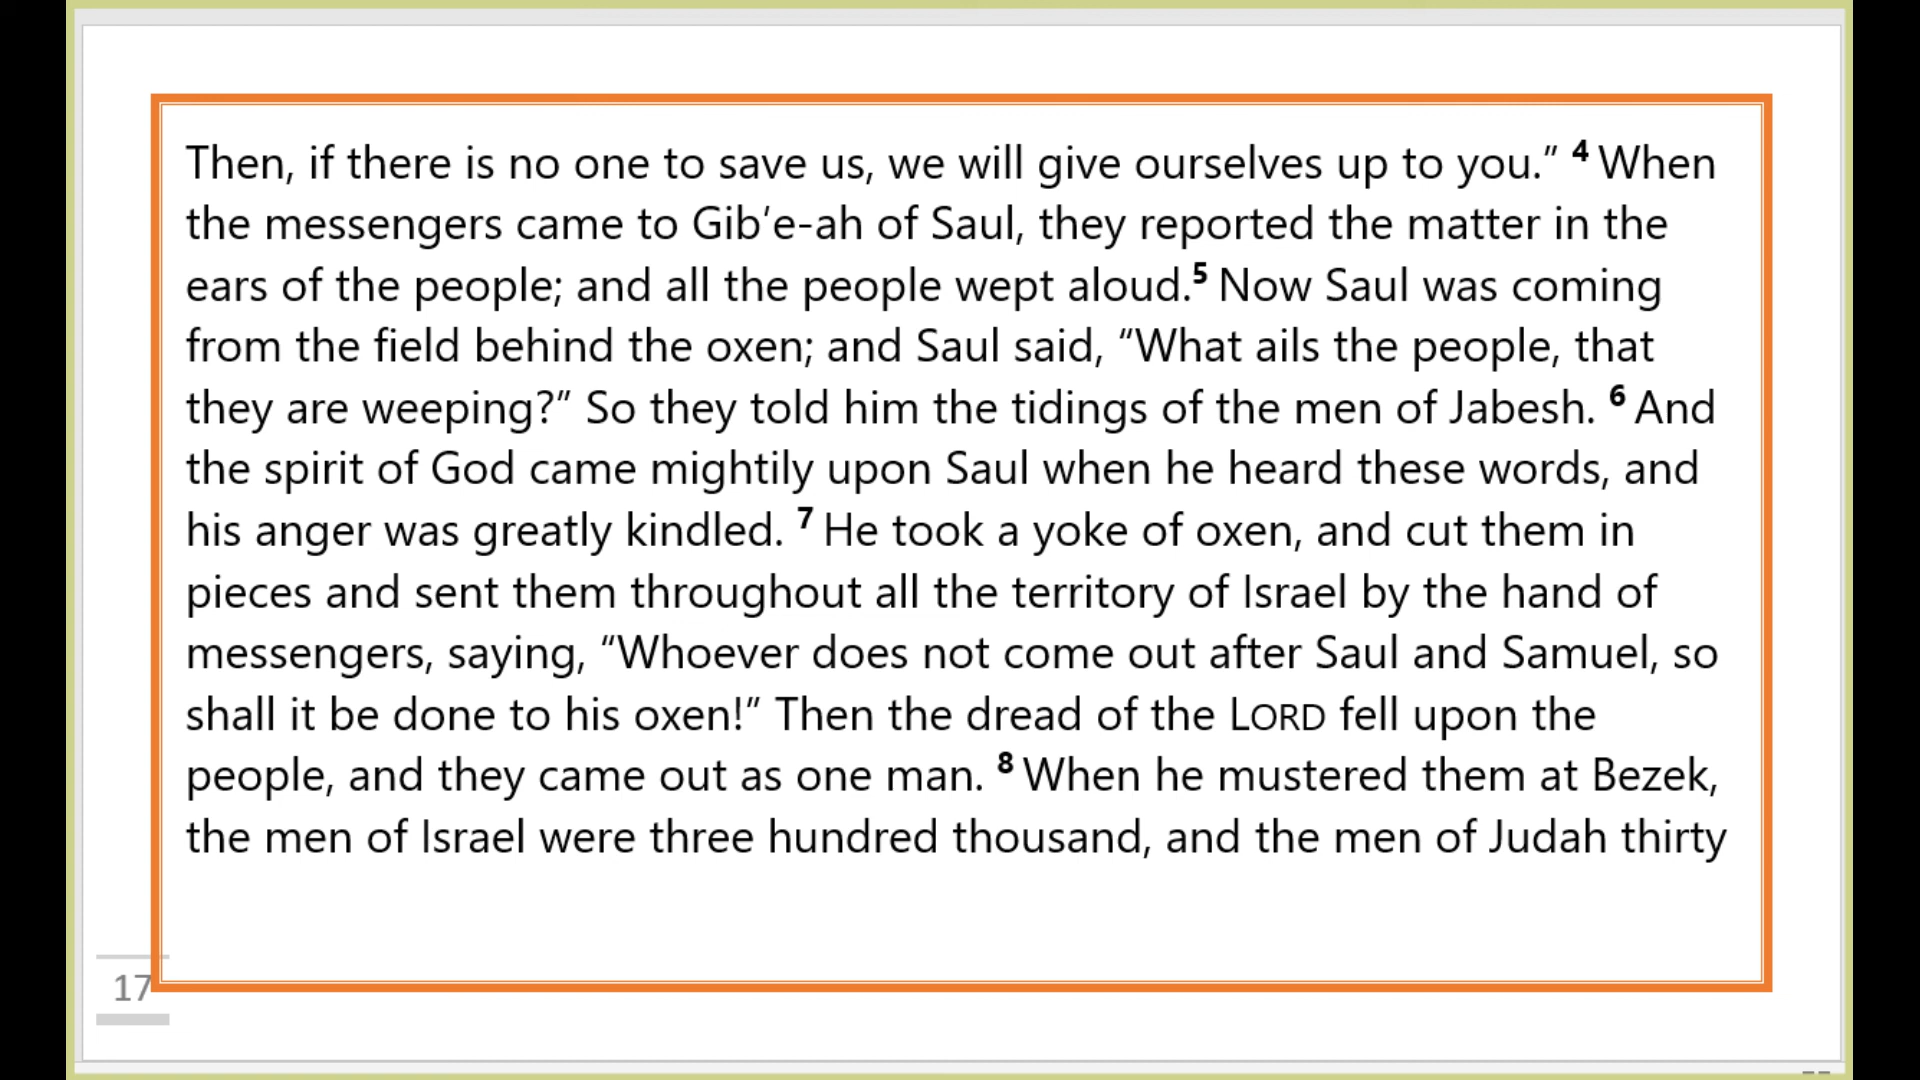 Then, if there is no one to save us, we will give ourselves up to you.” 4 When
the messengers came to Gib′e-ah of Saul, they reported the matter in the
ears of the people; and all the people wept aloud.5 Now Saul was coming
from the field behind the oxen; and Saul said, “What ails the people, that
they are weeping?” So they told him the tidings of the men of Jabesh. 6 And
the spirit of God came mightily upon Saul when he heard these words, and
his anger was greatly kindled. 7 He took a yoke of oxen, and cut them in
pieces and sent them throughout all the territory of Israel by the hand of
messengers, saying, “Whoever does not come out after Saul and Samuel, so
shall it be done to his oxen!” Then the dread of the LORD fell upon the
people, and they came out as one man. 8 When he mustered them at Bezek,
the men of Israel were three hundred thousand, and the men of Judah thirty
17